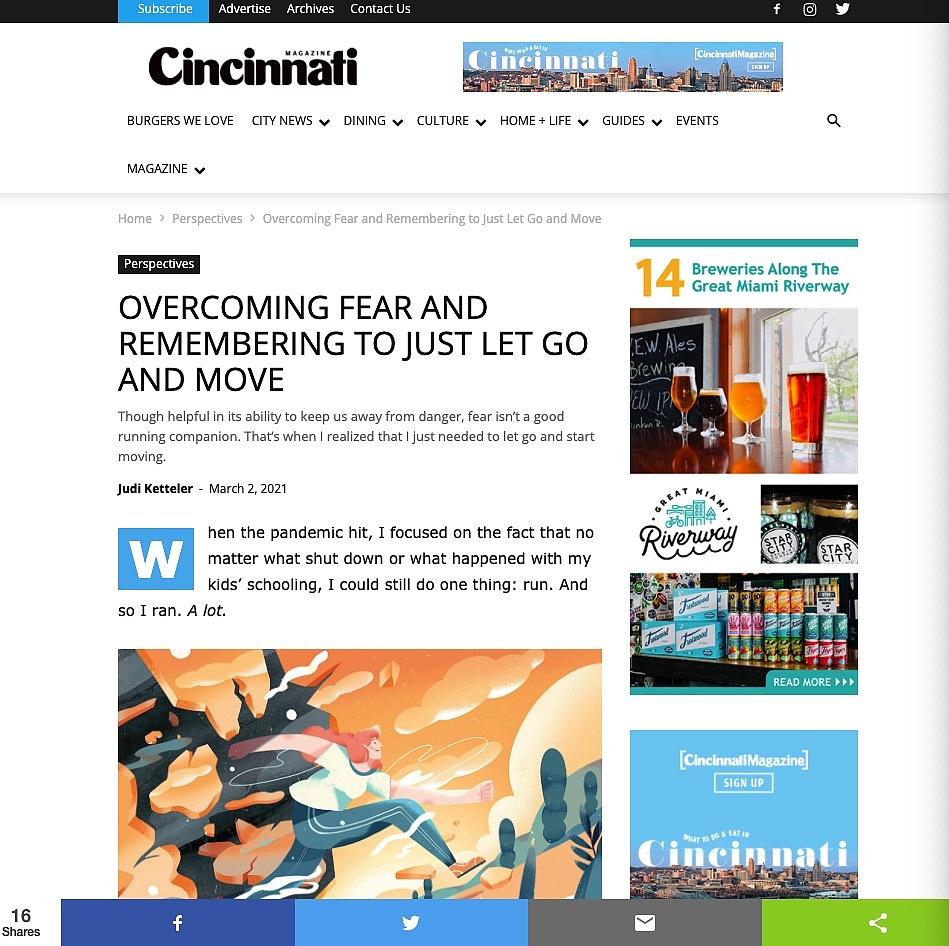 Subscribe Advertise Archives Contact Us
Cincinnati
MAGAZINE
WHAT TO DO & EAT IN
Cincinnati
[CincinnatiMagazine]
SIGN UP
BURGERS WE LOVE CITY NEWS DINING CULTURE HOME + LIFE GUIDES EVENTS
MAGAZINE
Home > Perspectives > Overcoming Fear and Remembering to Just Let Go and Move
Perspectives
OVERCOMING FEAR AND
REMEMBERING TO JUST LET GO
AND MOVE
Though helpful in its ability to keep us away from danger, fear isn’t a good
running companion. That’s when I realized that I just needed to let go and start
moving.
Judi Ketteler - March 2, 2021
When the pandemic hit, I focused on the fact that no
matter what shut down or what happened with my
kids’ schooling, I could still do one thing: run. And
so I ran. A lot.
14 Breweries Along The
Great Miami Riverway
Ales
GREAT MIAMI
Riverway
STAR
CITY
STAR
CITY
Trotwood
Trotwood
Trotwood
READ MORE
[CincinnatiMagazine]
SIGN UP
WHAT TO DO & EAT IN
Cincinnati
16
Shares